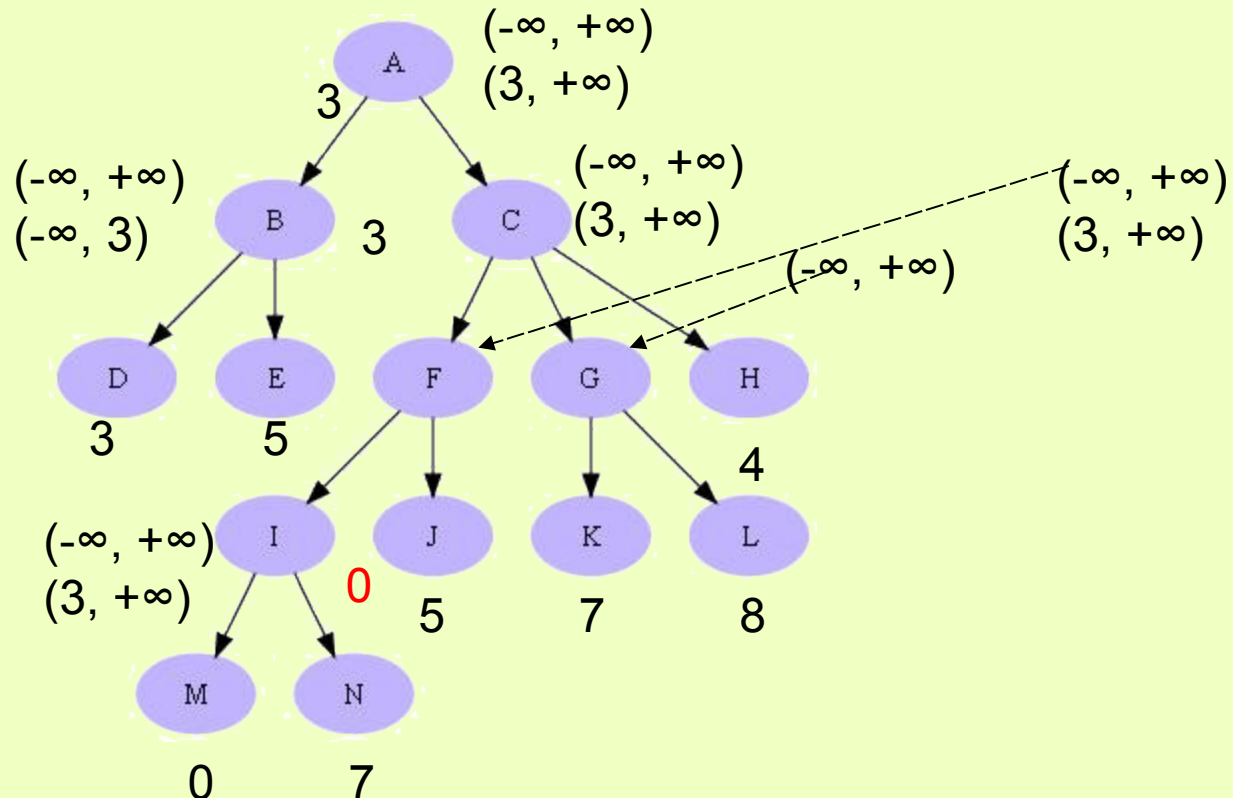 (-∞, +∞)
A
(3, +∞)
3
(-∞, +∞)
(-∞, 3)
B
3
C
(-∞, +∞)
(3, +∞)
(-∞, +∞)
(3, +∞)
(-∞, +∞)
D
E
F
G
H
3
5
4
(-∞, +∞)
(3, +∞)
I
J
K
L
0
5
7
8
M
N
0
7